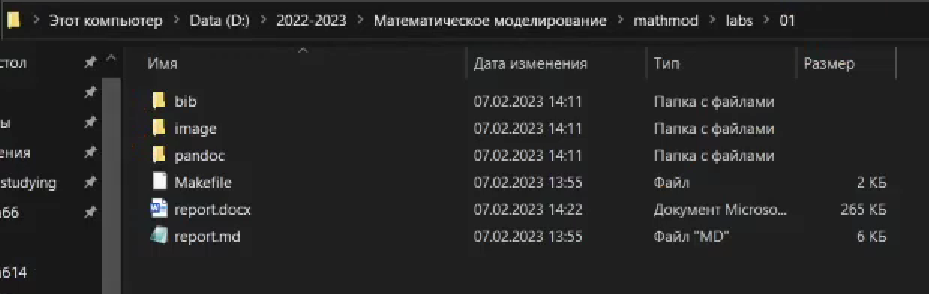 Этот компьютер > Data (D:) > 2022-2023 > Математическое моделирование > mathmod > labs > 01
Имя Дата изменения Тип Размер
bib 07.02.2023 14:11 Папка с файлами
image 07.02.2023 14:11 Папка с файлами
pandoc 07.02.2023 14:11 Папка с файлами
Makefile 07.02.2023 13:55 Файл 2 КБ
report.docx 07.02.2023 14:22 Документ Microso... 265 КБ
report.md 07.02.2023 13:55 Файл "MD" 6 КБ
стол
ы
ения
studying